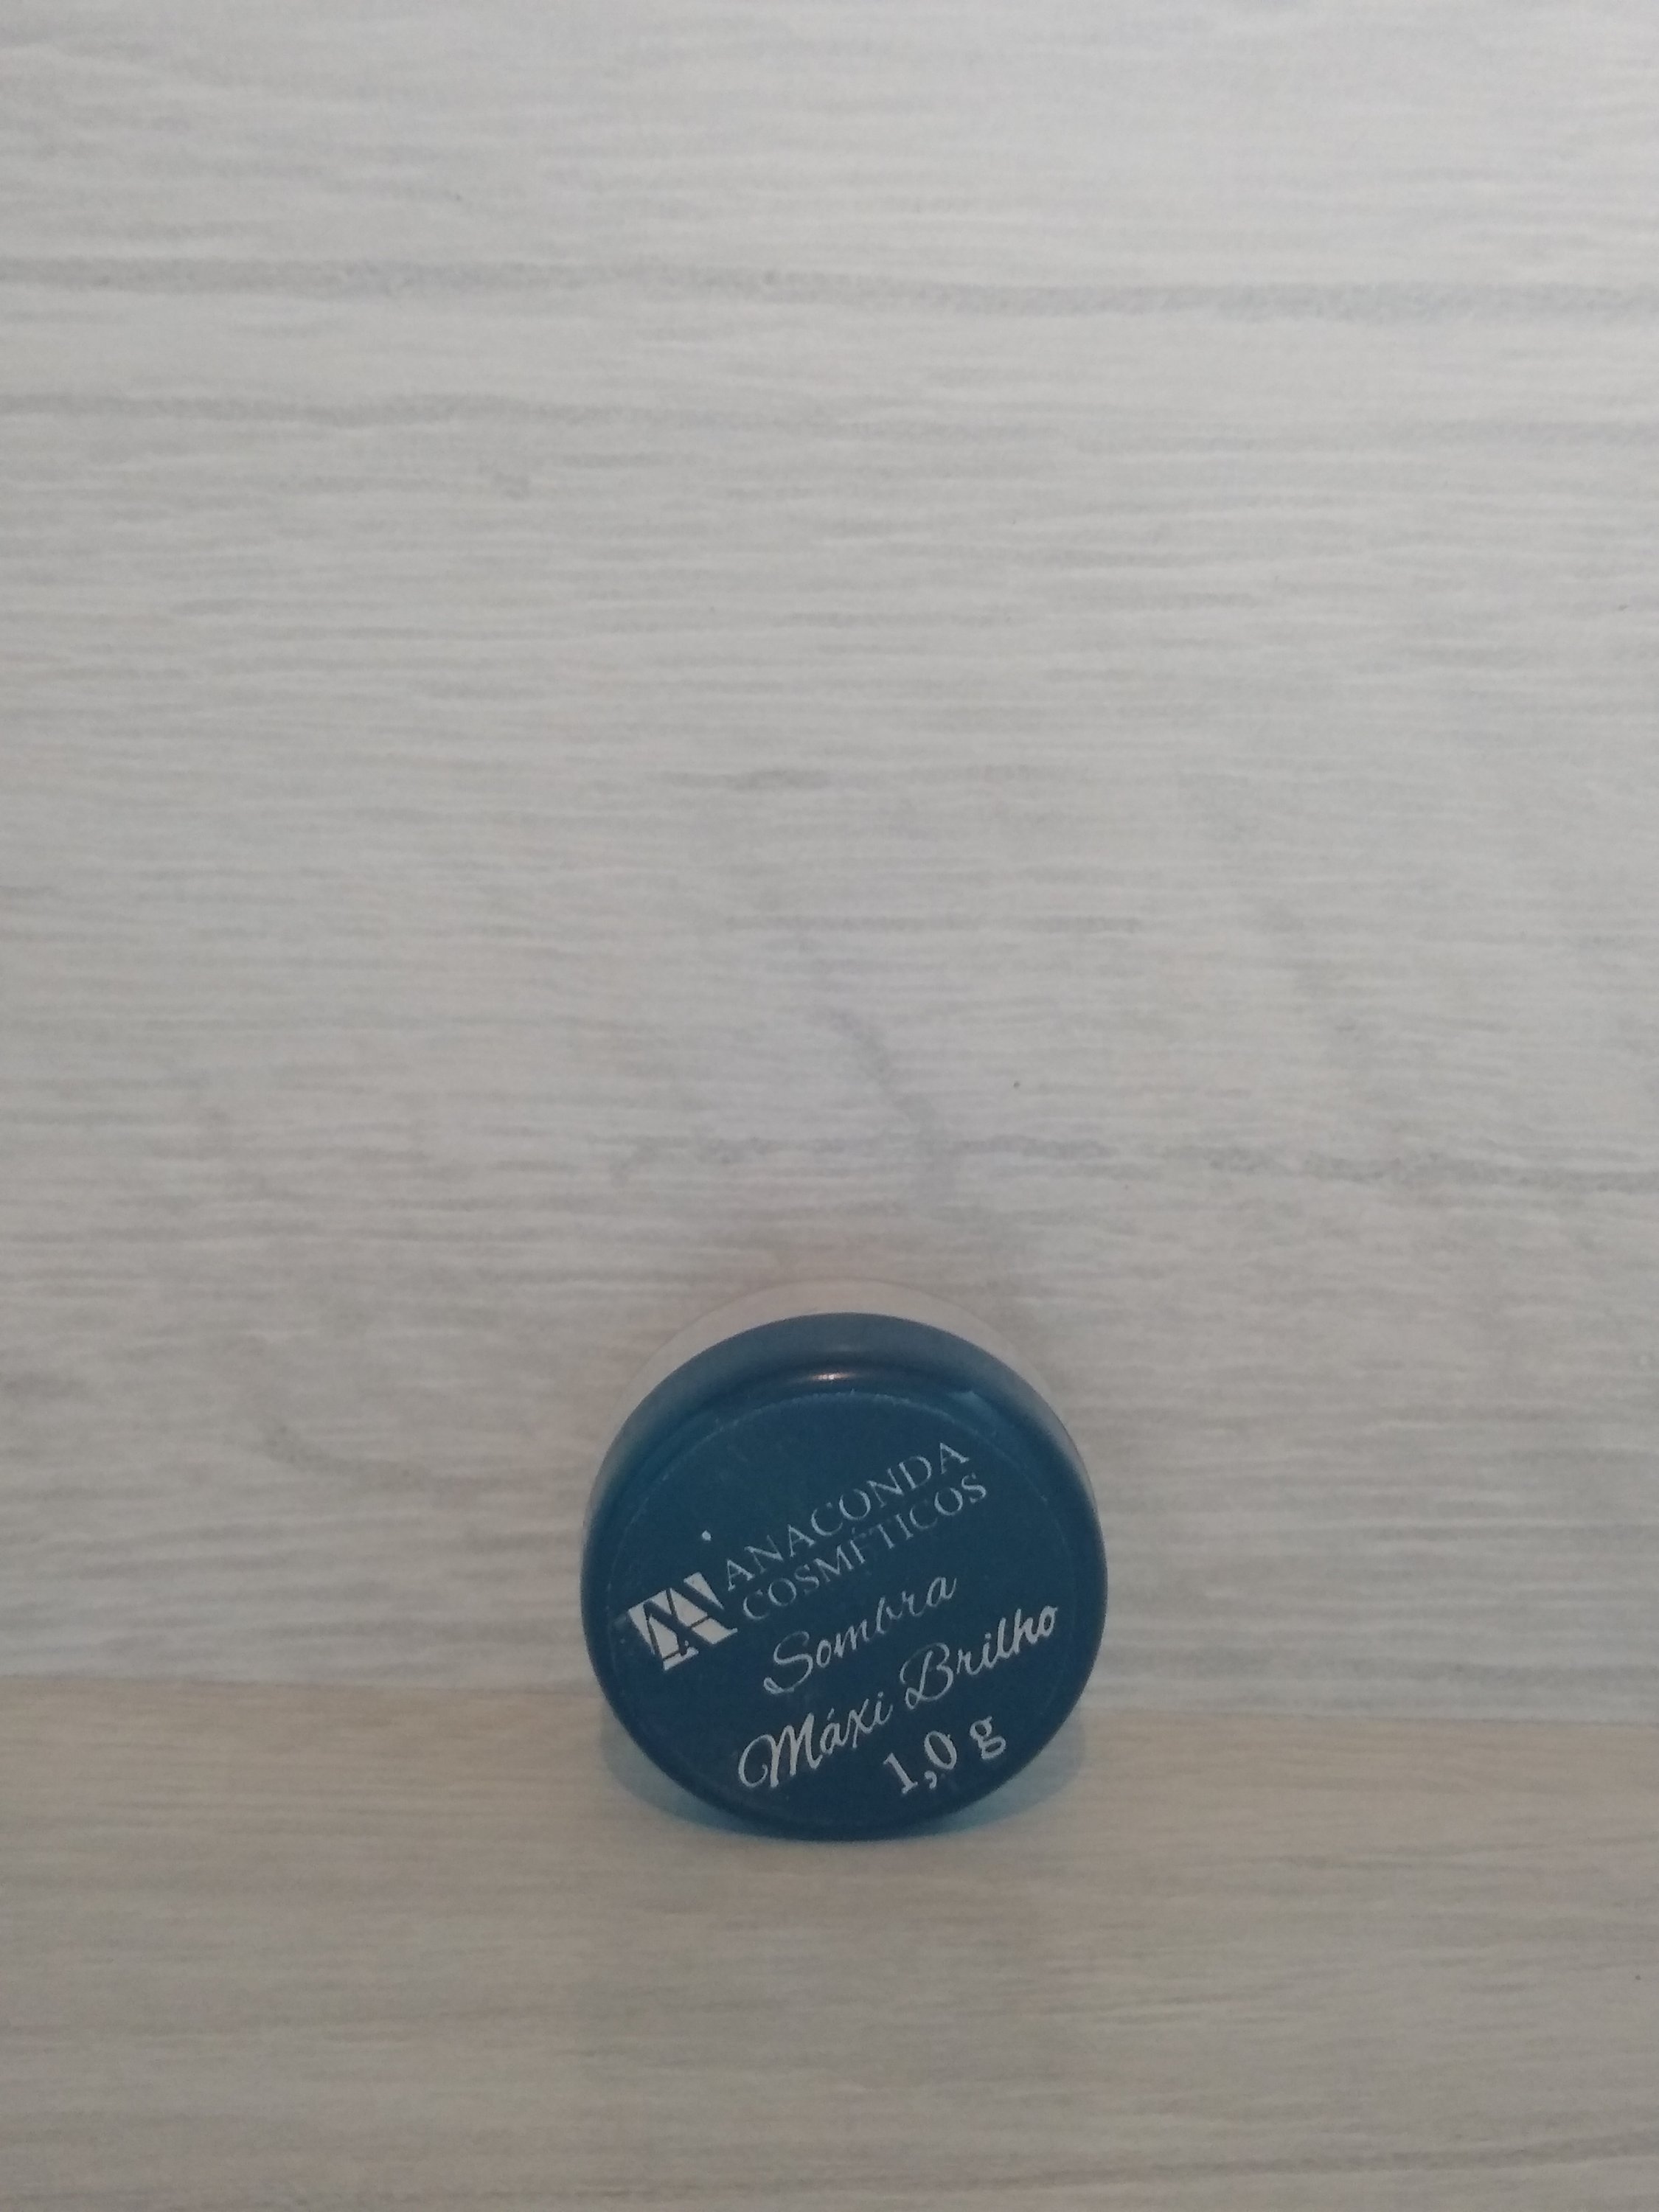 ANACONDA
COSMÉTICOS
Sombra
Máxi Brilho
1,0 g